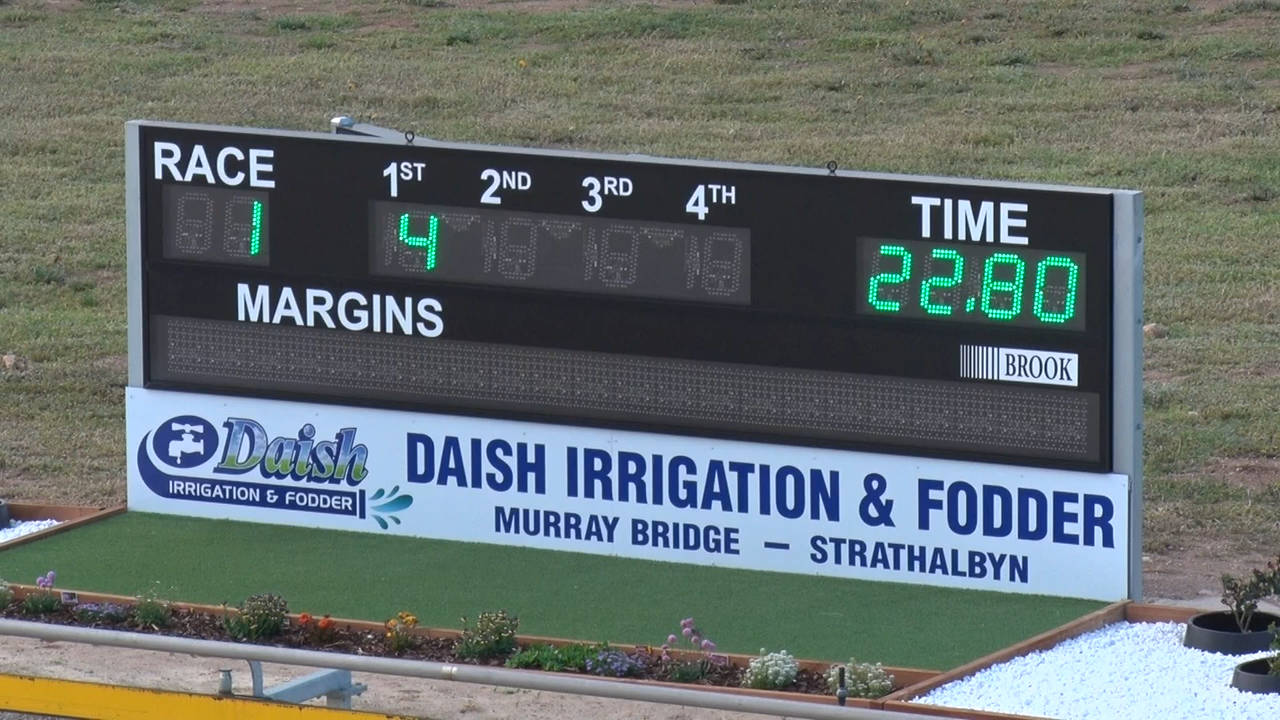 RACE 1ST 2ND 3RD 4TH TIME
1 4 22.80
MARGINS
BROOK
Daish
IRRIGATION & FODDER
DAISH IRRIGATION & FODDER
MURRAY BRIDGE – STRATHALBYN